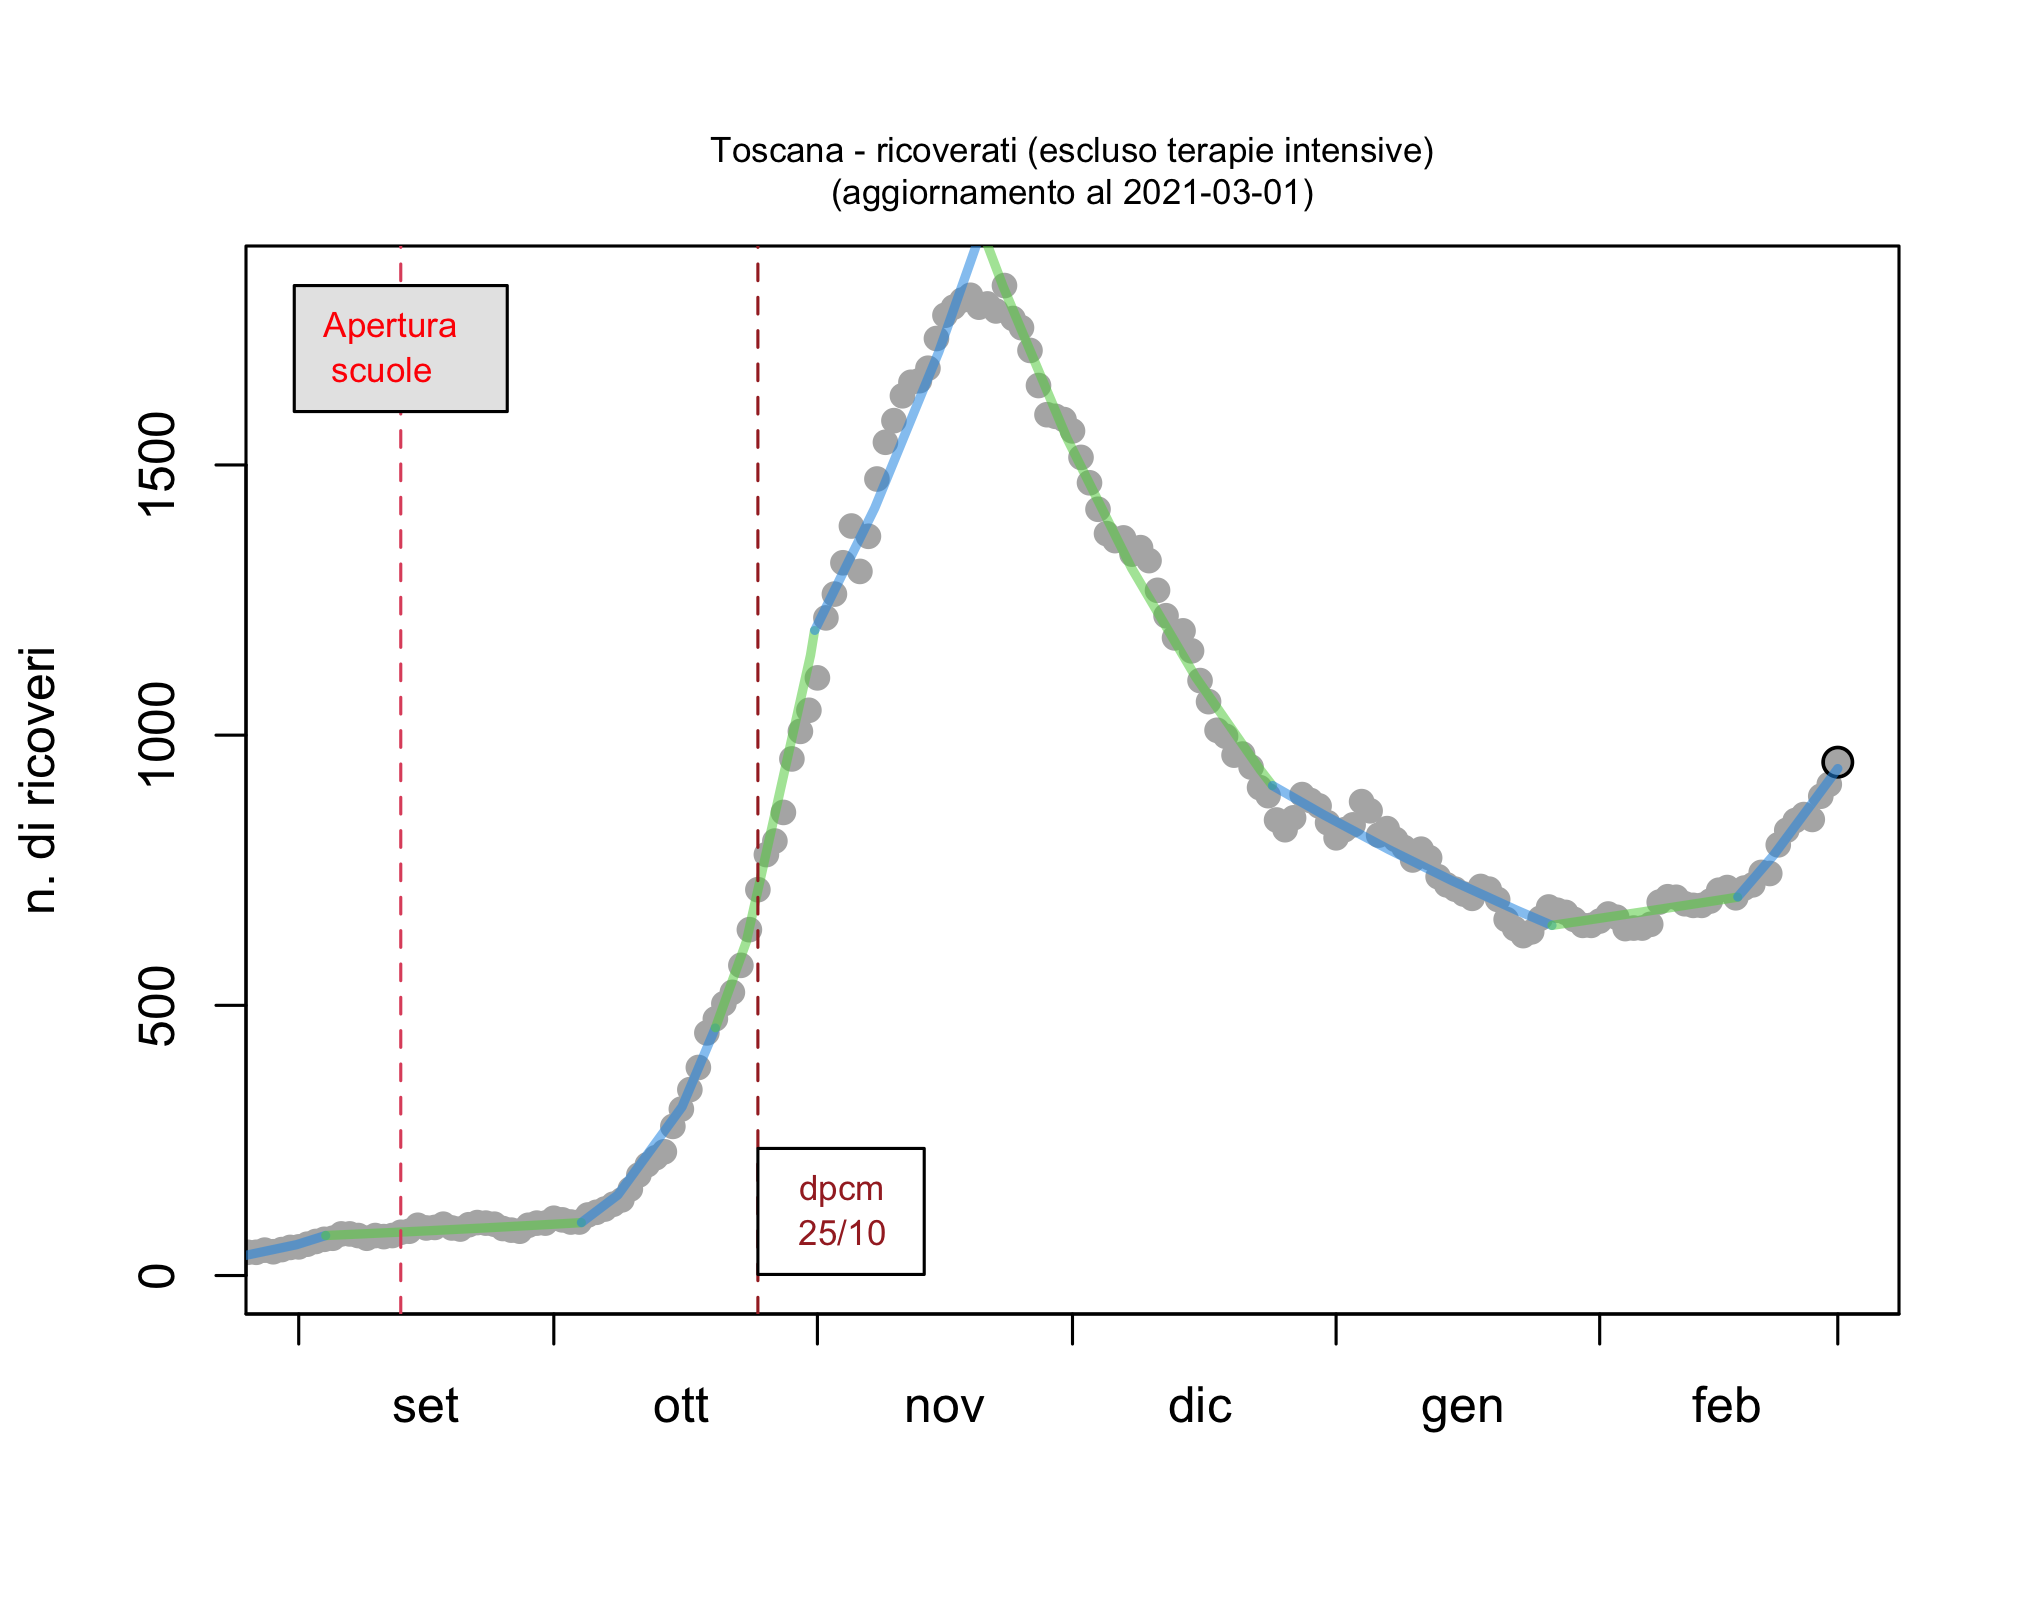 Toscana - ricoverati (escluso terapie intensive)
(aggiornamento al 2021-03-01)
Apertura
scuole
n. di ricoveri
1500
1000
500
0
dpcm
25/10
set ott nov dic gen feb